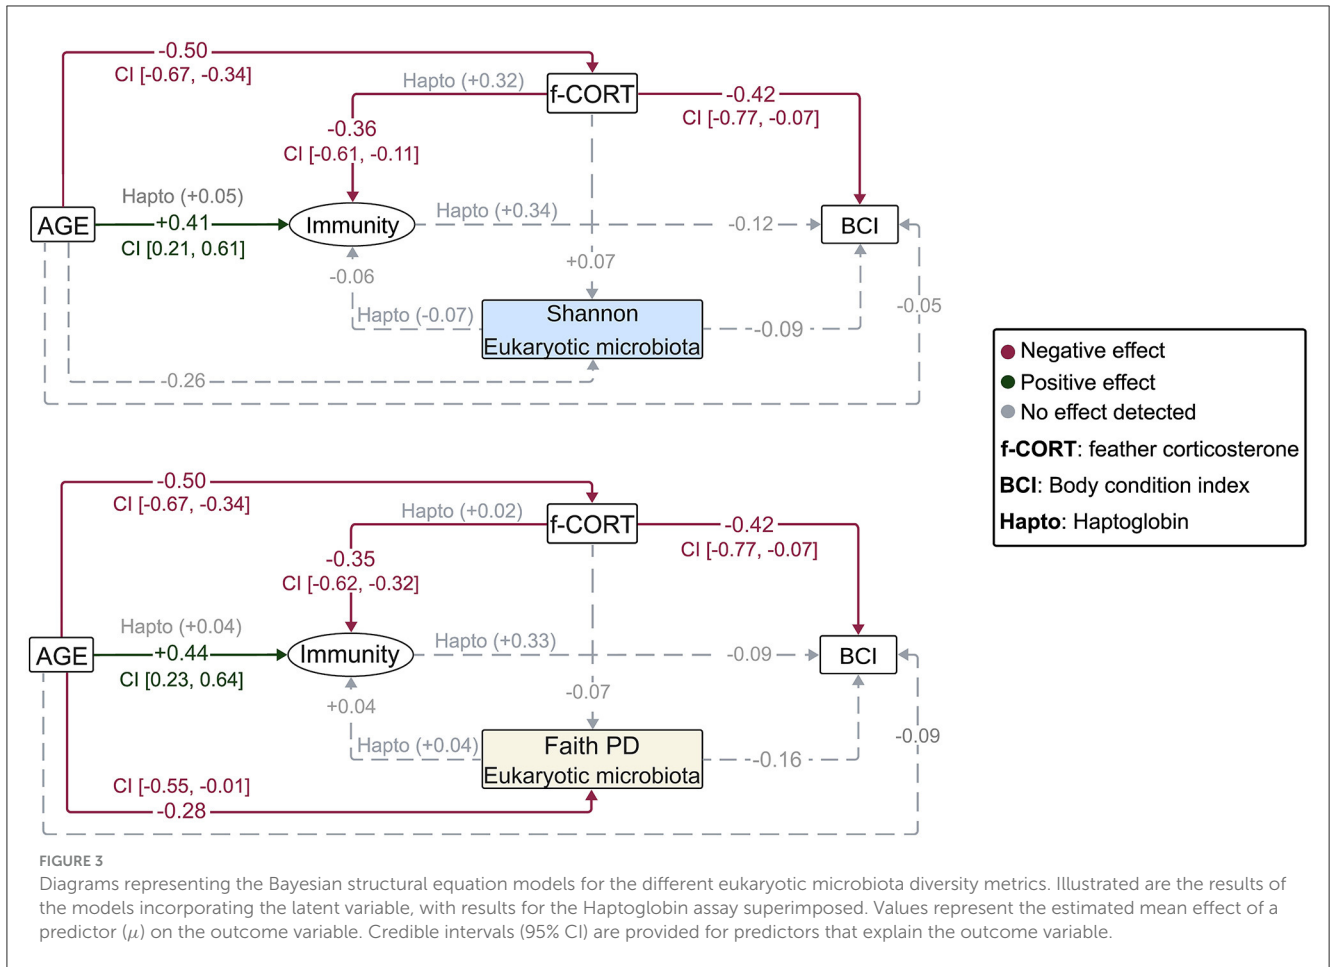 -0.50
CI [-0.67, -0.34]
Hapto (+0.32)
f-CORT
-0.42
CI [-0.77, -0.07]
-0.36
CI [-0.61, -0.11]
Hapto (+0.05)
AGE
+0.41
CI [0.21, 0.61]
Immunity
Hapto (+0.34)
-0.12
BCI
+0.07
-0.06
Hapto (-0.07)
Shannon
Eukaryotic microbiota
-0.09
-0.05
-0.26
Negative effect
Positive effect
No effect detected
f-CORT: feather corticosterone
BCI: Body condition index
Hapto: Haptoglobin
-0.50
CI [-0.67, -0.34]
Hapto (+0.02)
f-CORT
-0.42
CI [-0.77, -0.07]
-0.35
CI [-0.62, -0.32]
Hapto (+0.04)
AGE
+0.44
CI [0.23, 0.64]
Immunity
Hapto (+0.33)
-0.09
BCI
-0.07
+0.04
Hapto (+0.04)
Faith PD
Eukaryotic microbiota
-0.16
-0.09
CI [-0.55, -0.01]
-0.28
FIGURE 3
Diagrams representing the Bayesian structural equation models for the different eukaryotic microbiota diversity metrics. Illustrated are the results of
the models incorporating the latent variable, with results for the Haptoglobin assay superimposed. Values represent the estimated mean effect of a
predictor (μ) on the outcome variable. Credible intervals (95% CI) are provided for predictors that explain the outcome variable.